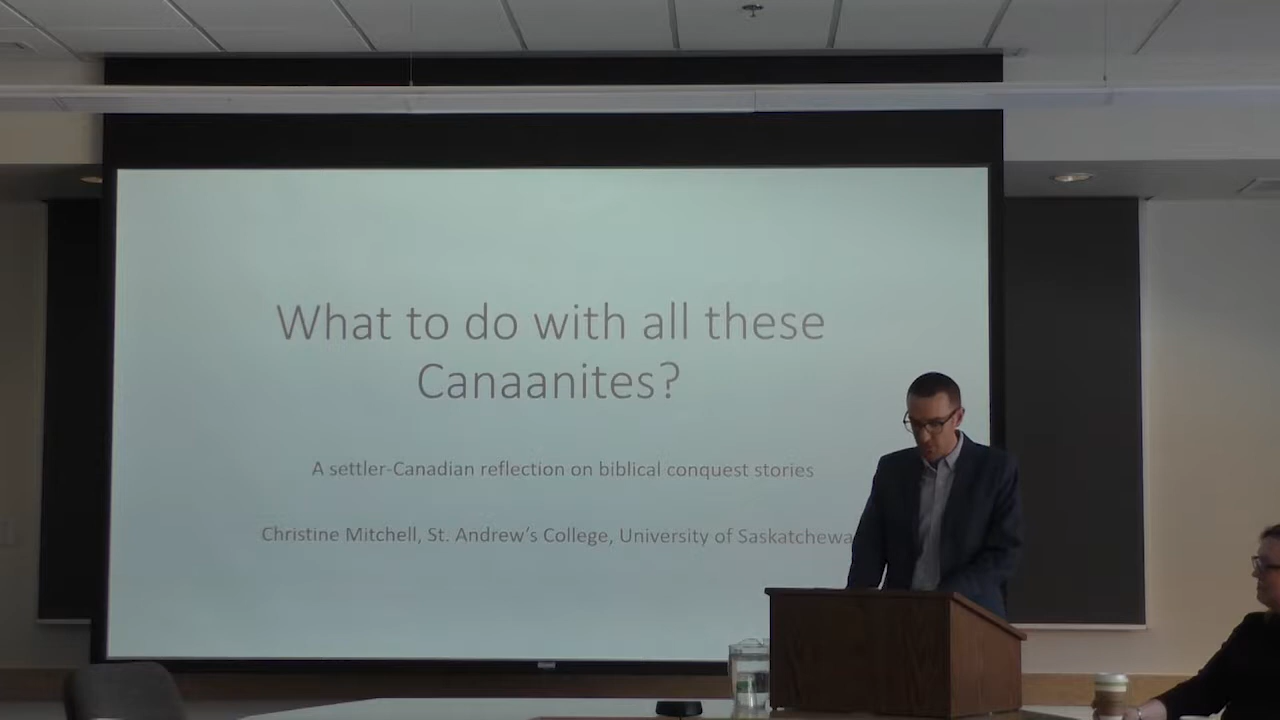 What to do with all these
Canaanites?
A settler-Canadian reflection on biblical conquest stories
Christine Mitchell, St. Andrew's College, University of